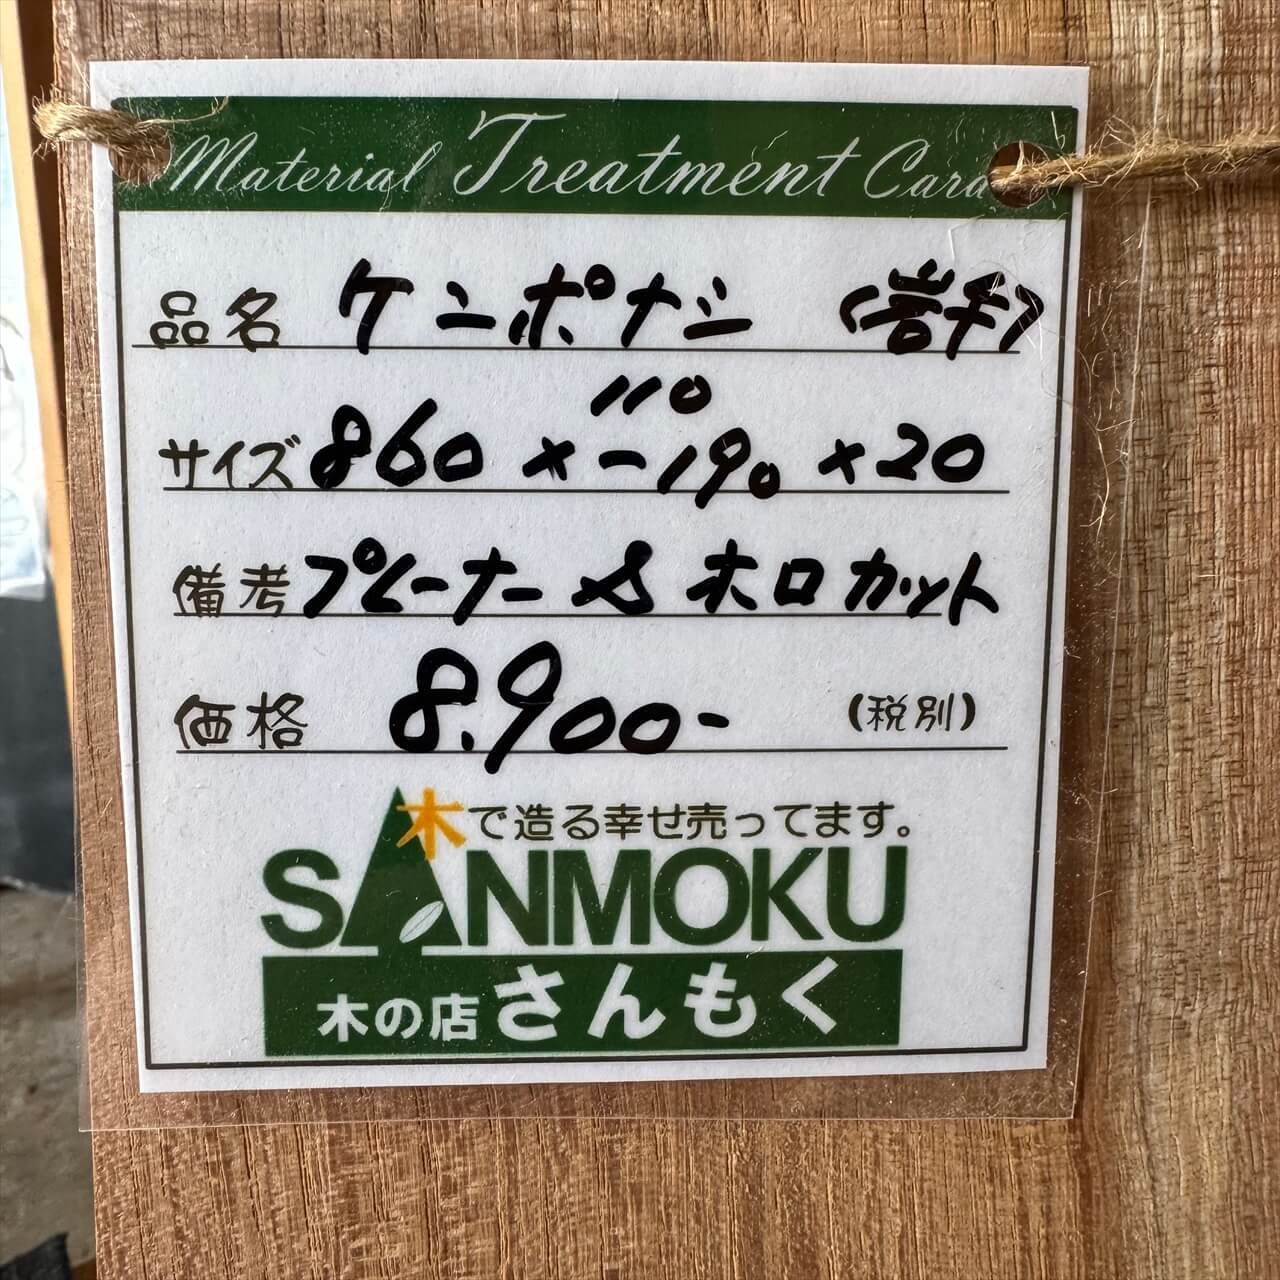 Material Treatment Card
品名 ケンポナシ (岩手)
110
サイズ 860 × -190 × 20
備考 プレーナー & 木口カット
価格 8.900- (税別)
木で造る幸せ売ってます。
SANMOKU
木の店 さんもく